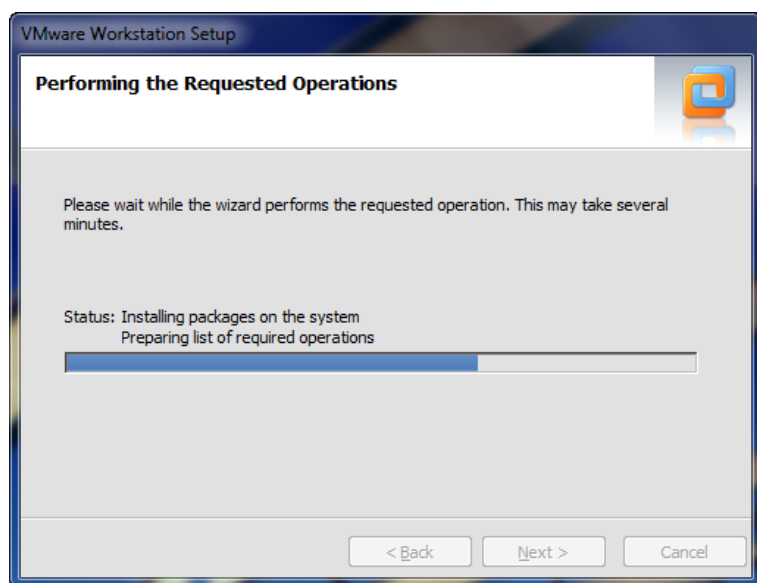 VMware Workstation Setup
Performing the Requested Operations
Please wait while the wizard performs the requested operation. This may take several
minutes.
Status: Installing packages on the system
Preparing list of required operations
< Back
Next >
Cancel